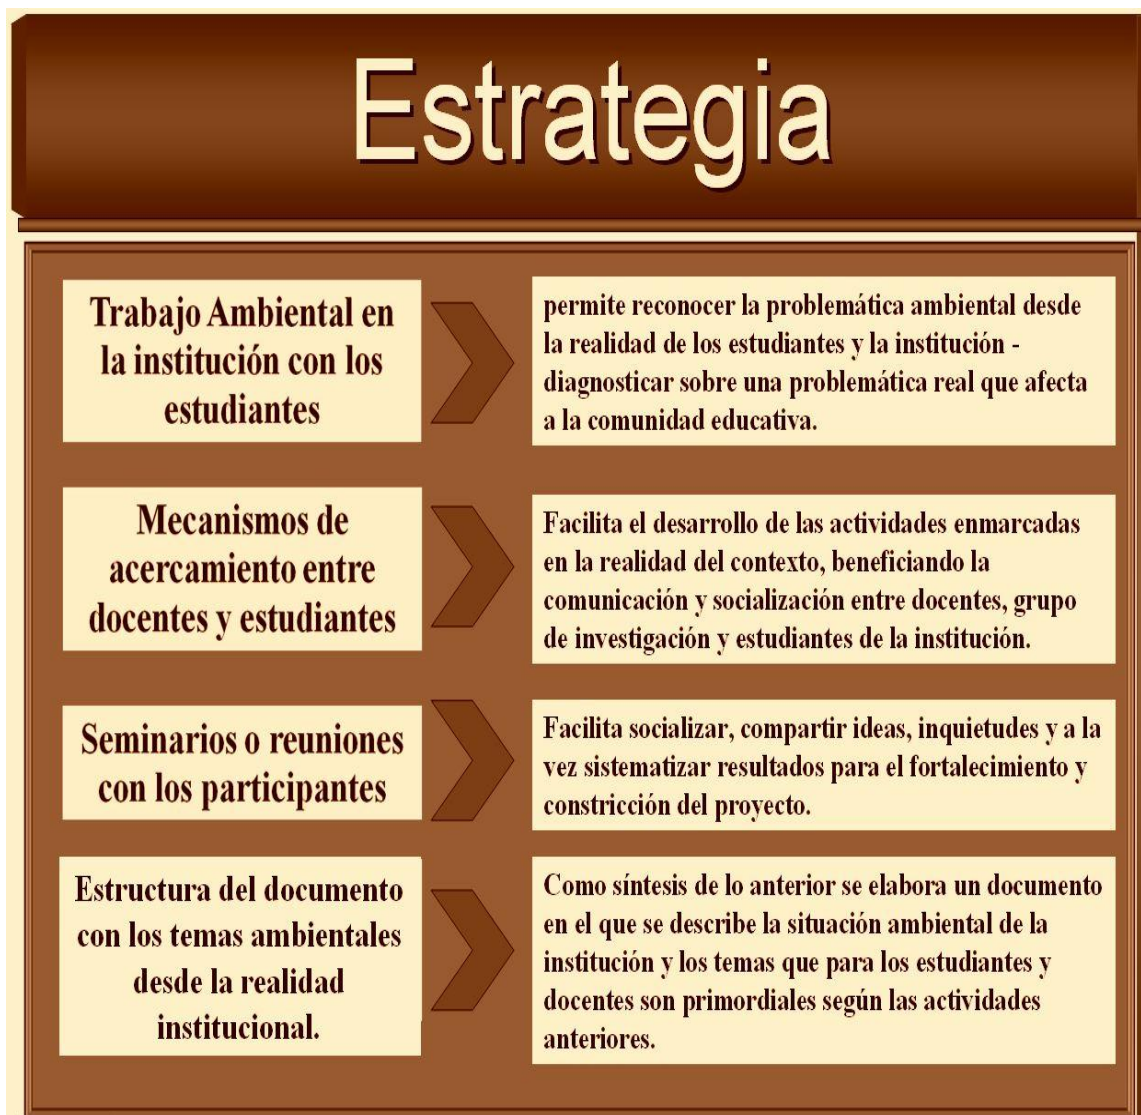 Estrategia
Trabajo Ambiental en
la institución con los
estudiantes
permite reconocer la problemática ambiental desde
la realidad de los estudiantes y la institución -
diagnosticar sobre una problemática real que afecta
a la comunidad educativa.
Mecanismos de
acercamiento entre
docentes y estudiantes
Facilita el desarrollo de las actividades enmarcadas
en la realidad del contexto, beneficiando la
comunicación y socialización entre docentes, grupo
de investigación y estudiantes de la institución.
Seminarios o reuniones
con los participantes
Facilita socializar, compartir ideas, inquietudes y a la
vez sistematizar resultados para el fortalecimiento y
constricción del proyecto.
Estructura del documento
con los temas ambientales
desde la realidad
institucional.
Como síntesis de lo anterior se elabora un documento
en el que se describe la situación ambiental de la
institución y los temas que para los estudiantes y
docentes son primordiales según las actividades
anteriores.